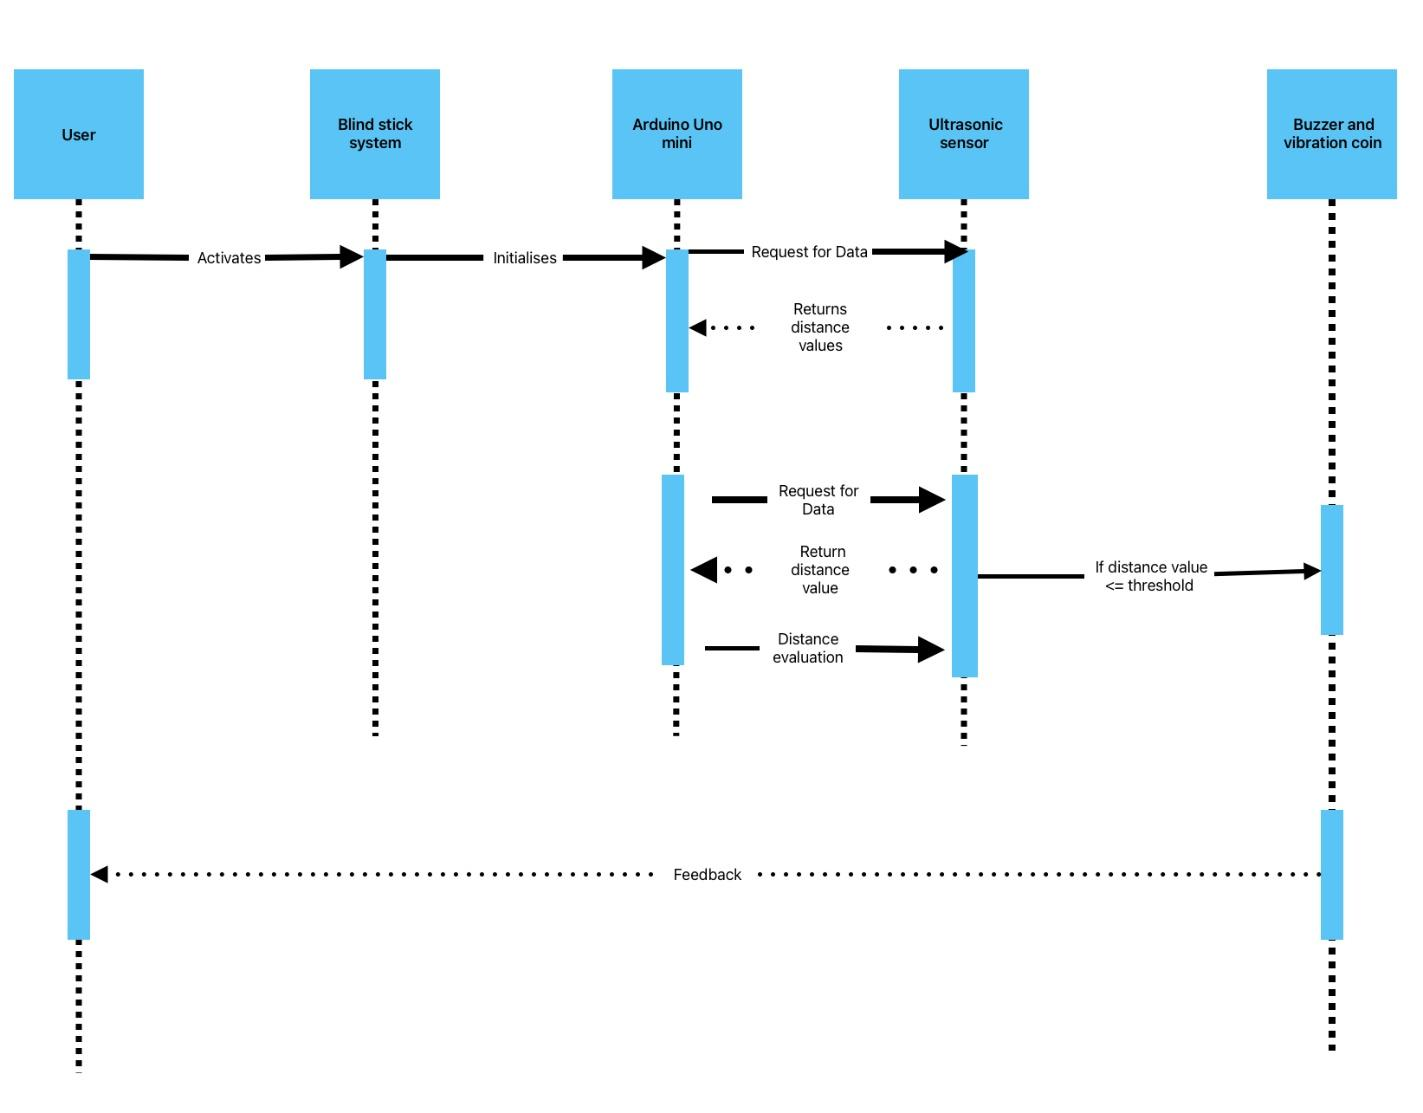 User
Blind stick
system
Arduino Uno
mini
Ultrasonic
sensor
Buzzer and
vibration coin
Activates
Initialises
Request for Data
Returns
distance
values
Request for
Data
Return
distance
value
If distance value
<= threshold
Distance
evaluation
Feedback